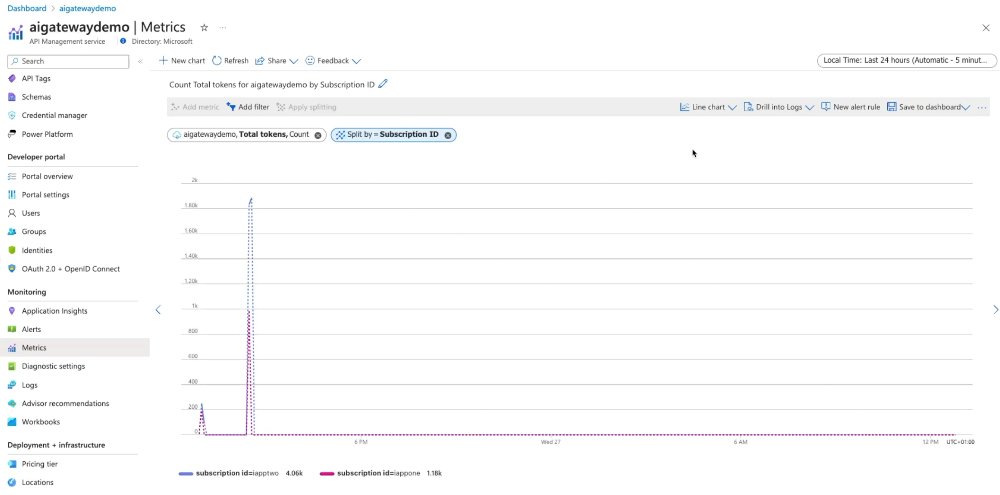 Dashboard > aigatewaydemo
aigatewaydemo | Metrics ☆ ...
API Management service
Directory: Microsoft
Search
«
API Tags
Schemas
Credential manager
Power Platform
Developer portal
Portal overview
Portal settings
Users
Groups
Identities
OAuth 2.0 + OpenID Connect
Monitoring
Application Insights
Alerts
Metrics
Diagnostic settings
Logs
Advisor recommendations
Workbooks
Deployment + infrastructure
Pricing tier
Locations
New chart Refresh Share Feedback
Local Time: Last 24 hours (Automatic - 5 minut...
Count Total tokens for aigatewaydemo by Subscription ID
Add metric Add filter Apply splitting
Line chart Drill into Logs New alert rule Save to dashboard ...
aigatewaydemo, Total tokens, Count
Split by = Subscription ID
2k
1.80k
1.60k
1.40k
1.20k
1k
800
600
400
200
0
6 PM Wed 27 6 AM 12 PM UTC+01:00
subscription id=iapptwo 4.06k subscription id=iappone 1.18k